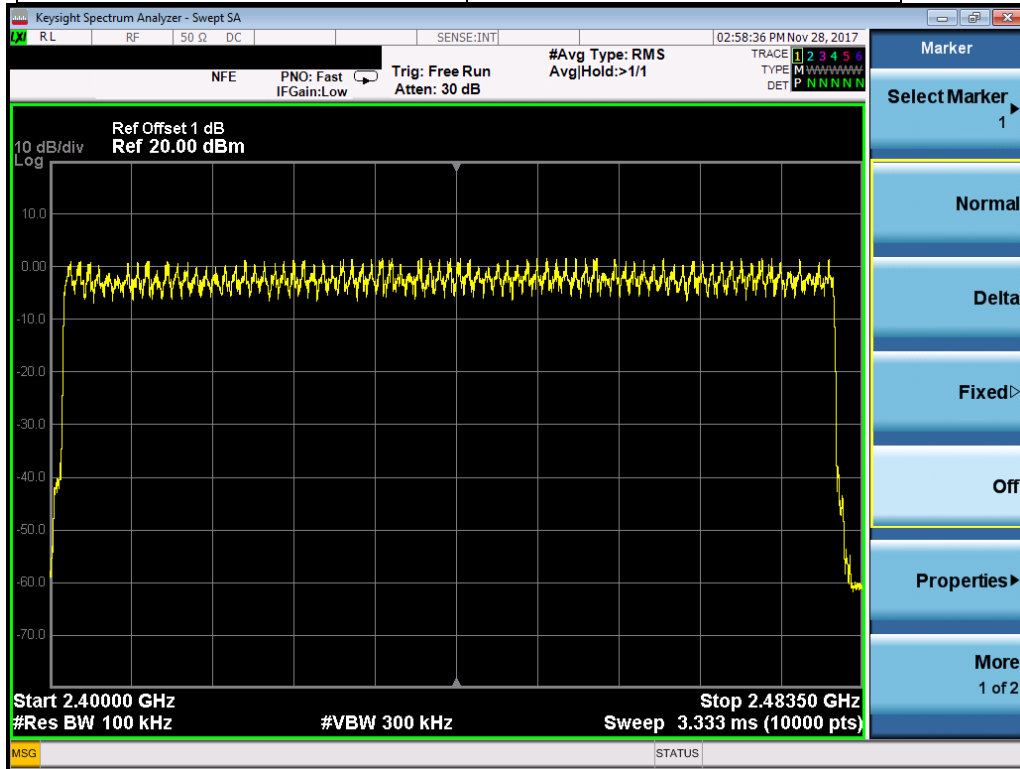 Keysight Spectrum Analyzer - Swept SA
LXI RL RF 50 Ω DC SENSE:INT 02:58:36 PM Nov 28, 2017
NFE PNO: Fast IFGain:Low Trig: Free Run Atten: 30 dB #Avg Type: RMS Avg|Hold:>1/1
TRACE 1 2 3 4 5 6
TYPE M WWWWW
DET P N N N N N
Ref Offset 1 dB
10 dB/div Ref 20.00 dBm
Log
10.0
0.00
-10.0
-20.0
-30.0
-40.0
-50.0
-60.0
-70.0
Start 2.40000 GHz Stop 2.48350 GHz
#Res BW 100 kHz #VBW 300 kHz Sweep 3.333 ms (10000 pts)
MSG STATUS
Marker
Select Marker
1
Normal
Delta
Fixed
Off
Properties
More
1 of 2